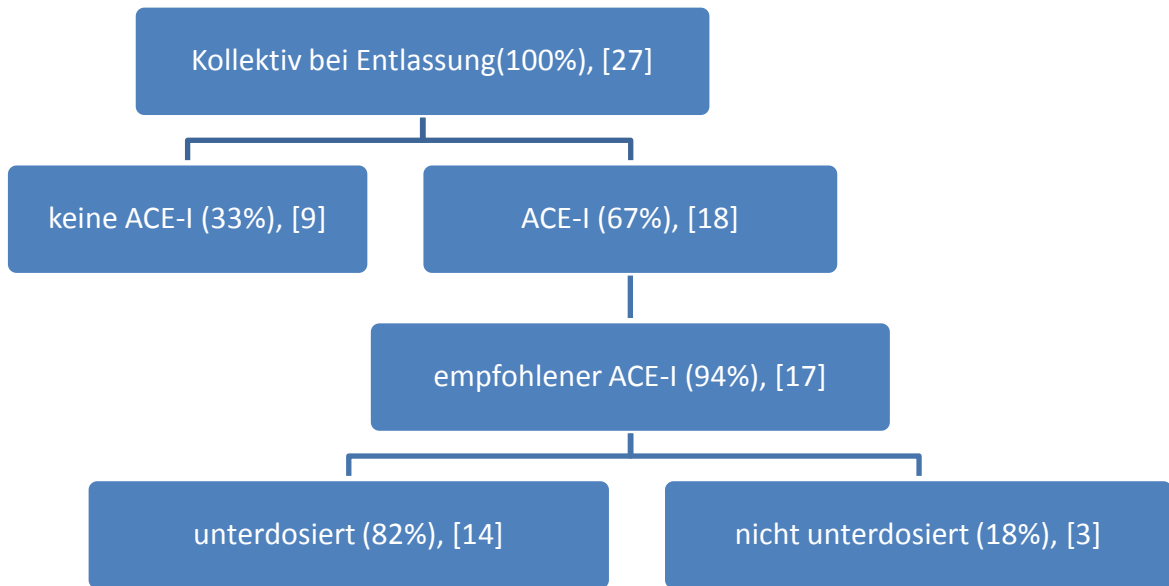 Kollektiv bei Entlassung(100%), [27]
keine ACE-I (33%), [9]
ACE-I (67%), [18]
empfohlener ACE-I (94%), [17]
unterdosiert (82%), [14]
nicht unterdosiert (18%), [3]